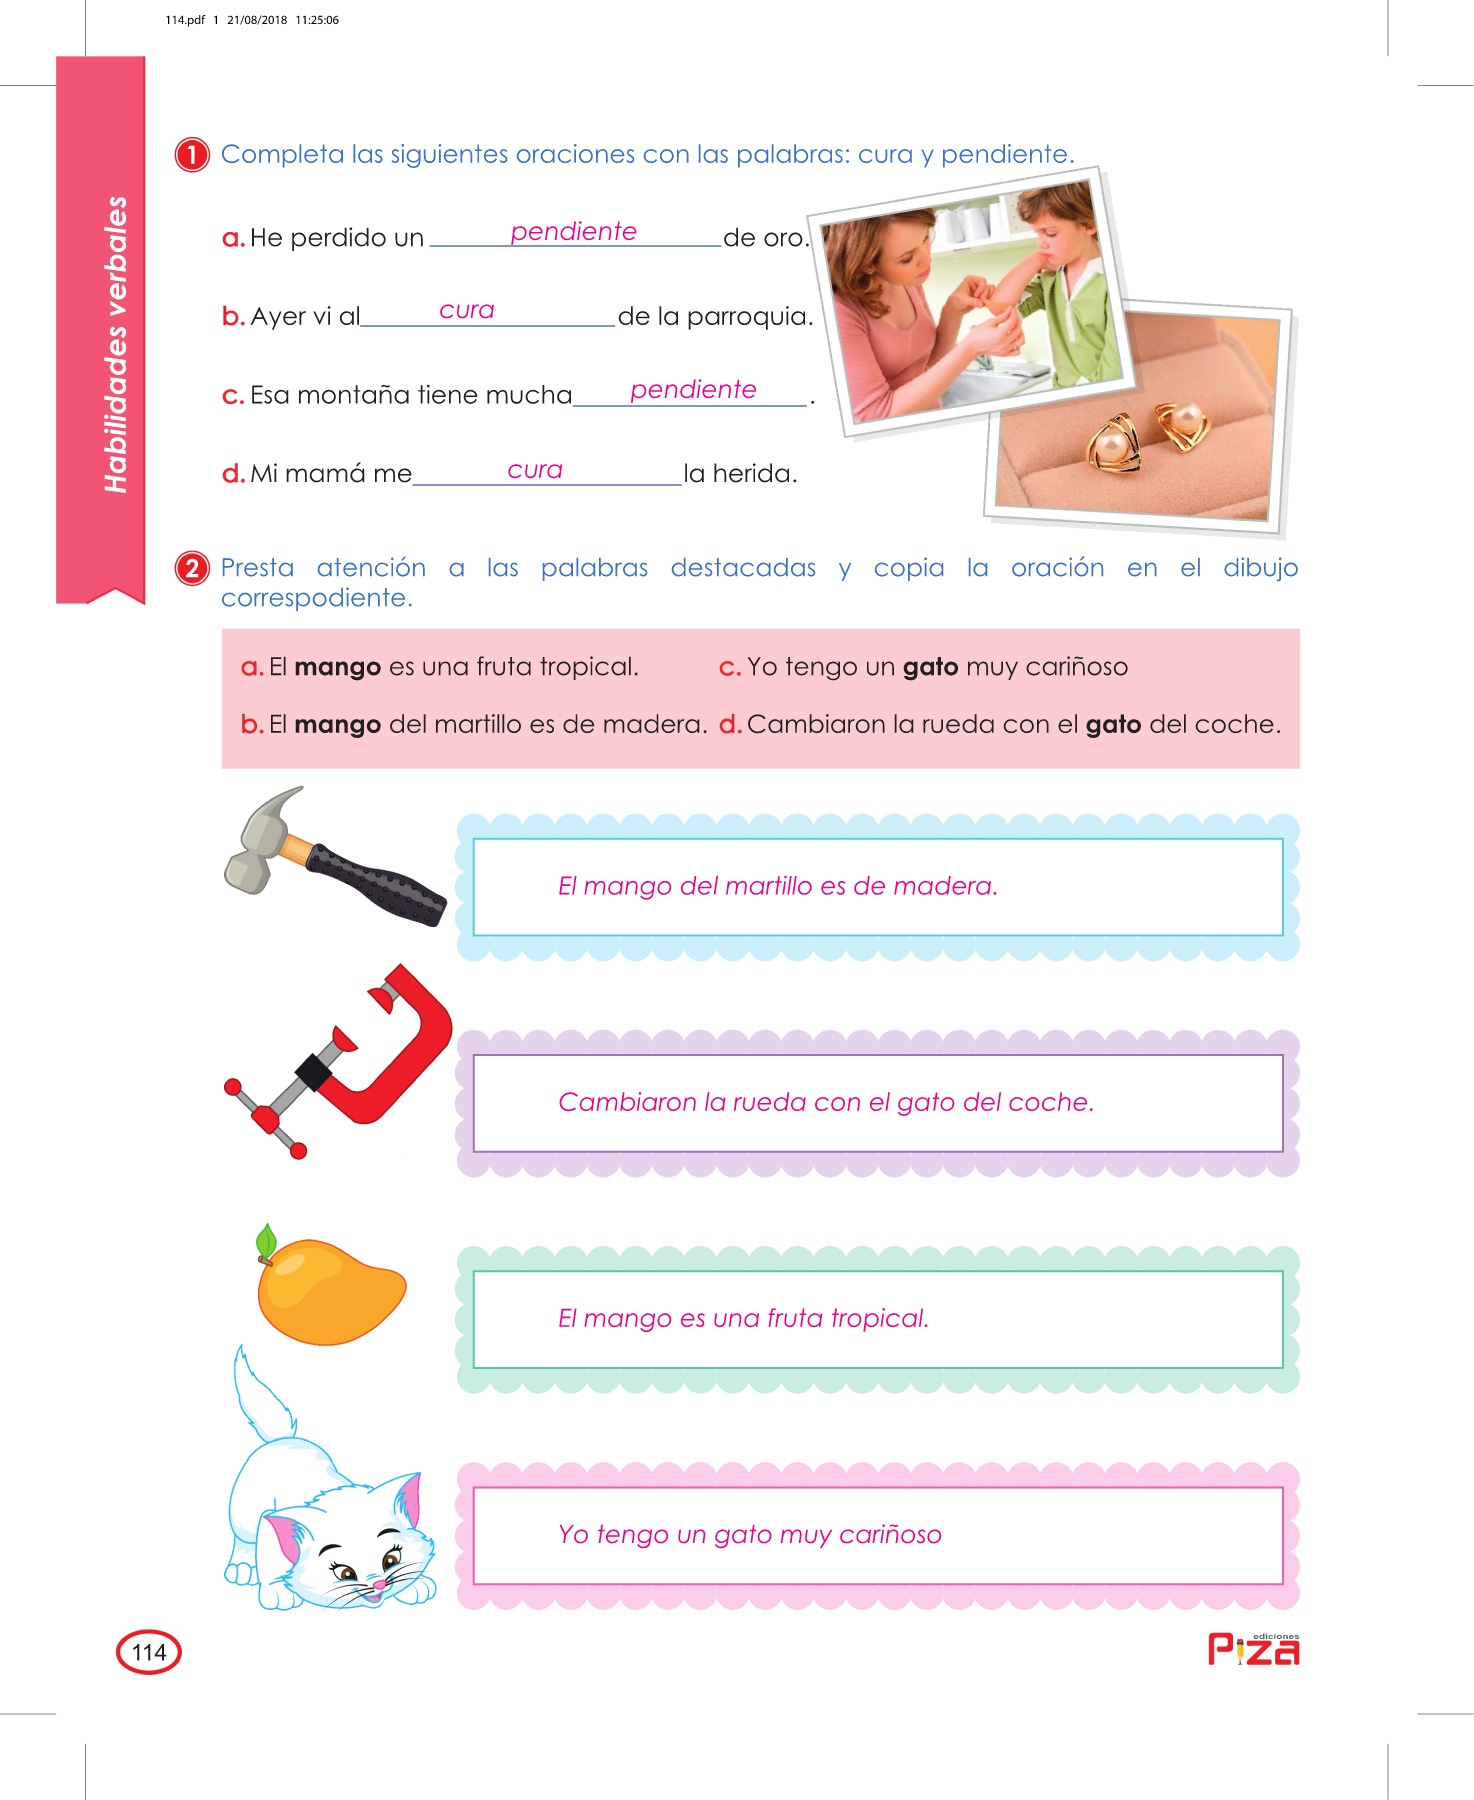 114.pdf 1 21/08/2018 11:25:06
Habilidades verbales
1 Completa las siguientes oraciones con las palabras: cura y pendiente.
a. He perdido un pendiente de oro.
b. Ayer vi al cura de la parroquia.
c. Esa montaña tiene mucha pendiente.
d. Mi mamá me cura la herida.
2 Presta atención a las palabras destacadas y copia la oración en el dibujo
correspodiente.
a. El mango es una fruta tropical.
c. Yo tengo un gato muy cariñoso
b. El mango del martillo es de madera.
d. Cambiaron la rueda con el gato del coche.
El mango del martillo es de madera.
Cambiaron la rueda con el gato del coche.
El mango es una fruta tropical.
Yo tengo un gato muy cariñoso
114
ediciones
Piza